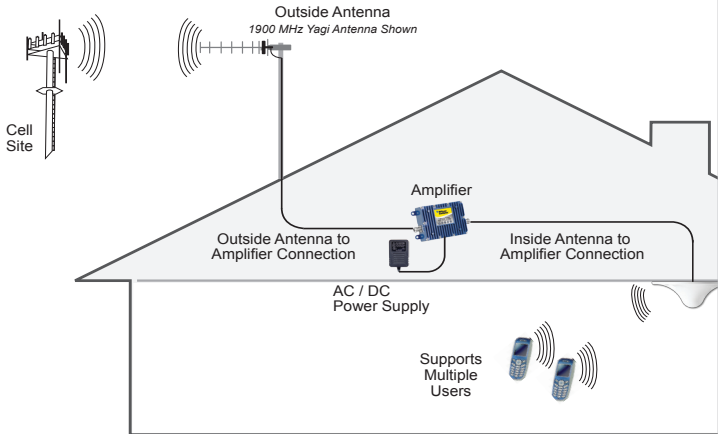 Outside Antenna
1900 MHz Yagi Antenna Shown
Cell
Site
Amplifier
Outside Antenna to
Amplifier Connection
Inside Antenna to
Amplifier Connection
AC / DC
Power Supply
Supports
Multiple
Users